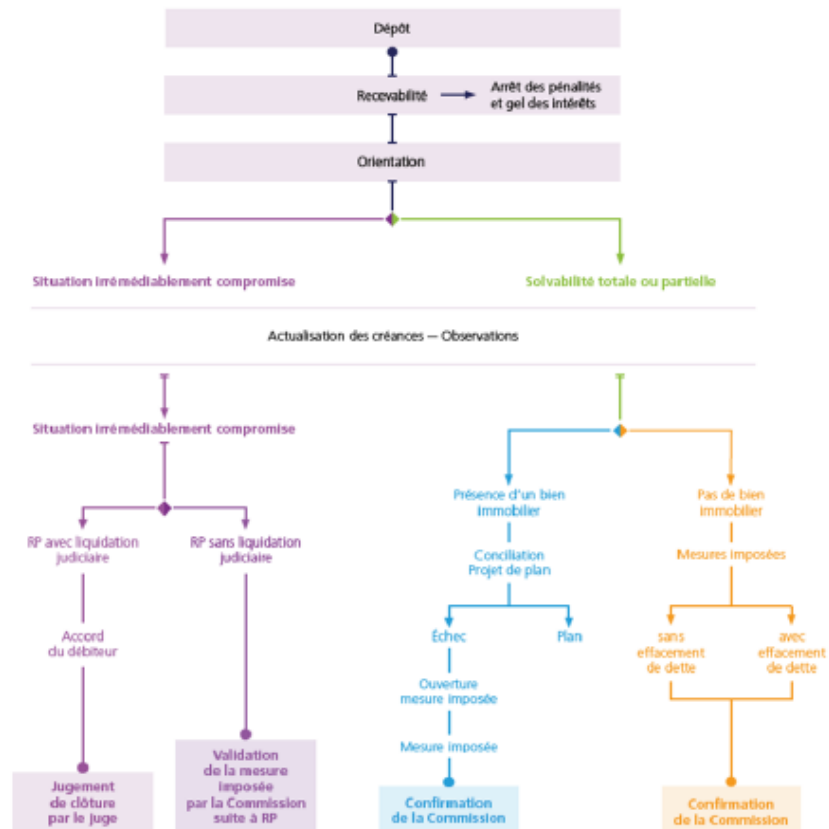 Dépôt
Recevabilité
Arrêt des pénalités
et gel des intérêts
Orientation
Situation irrémédiablement compromise
Solvabilité totale ou partielle
Actualisation des créances — Observations
Situation irrémédiablement compromise
RP avec liquidation
judiciaire
RP sans liquidation
judiciaire
Présence d'un bien
immobilier
Pas de bien
immobilier
Conciliation
Projet de plan
Mesures imposées
Accord
du débiteur
Échec
Plan
sans
effacement
de dette
avec
effacement
de dette
Ouverture
mesure imposée
Mesure imposée
Jugement
de clôture
par le juge
Validation
de la mesure
imposée
par la Commission
suite à RP
Confirmation
de la Commission
Confirmation
de la Commission